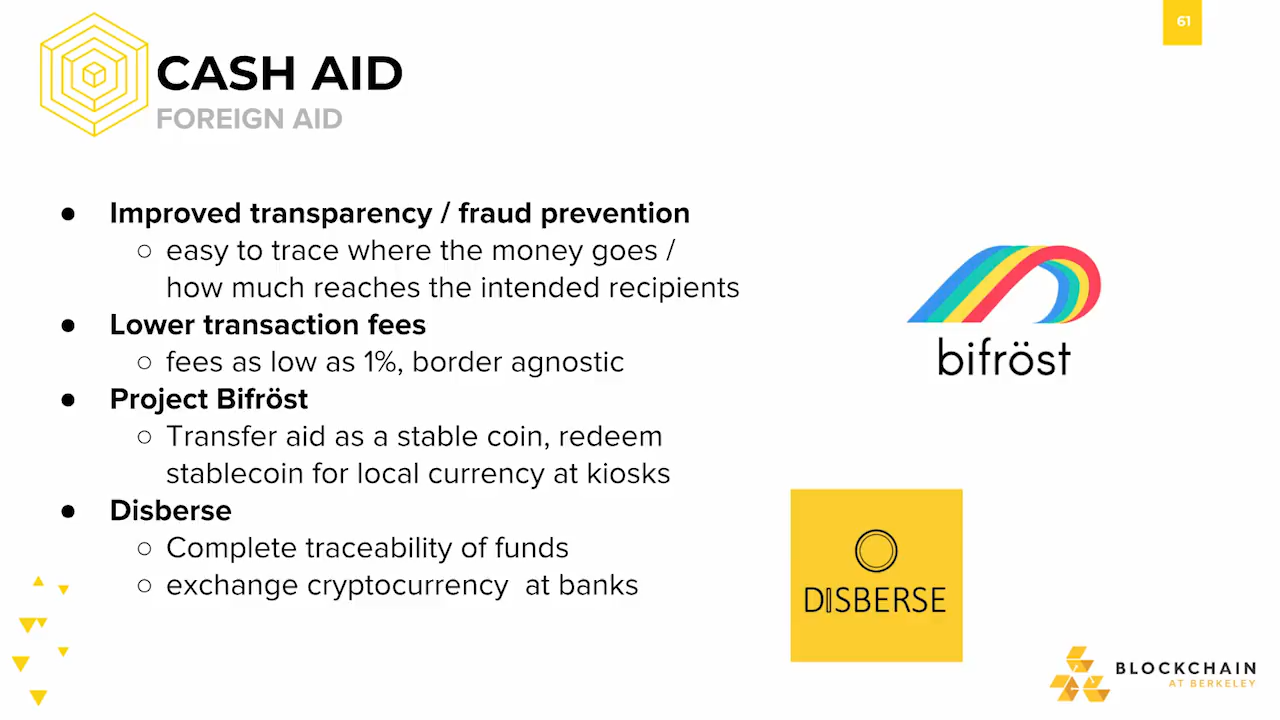 61
CASH AID
FOREIGN AID
● Improved transparency / fraud prevention
○ easy to trace where the money goes /
how much reaches the intended recipients
● Lower transaction fees
○ fees as low as 1%, border agnostic
● Project Bifröst
○ Transfer aid as a stable coin, redeem
stablecoin for local currency at kiosks
● Disberse
○ Complete traceability of funds
○ exchange cryptocurrency  at banks
bifröst
DISBERSE
BLOCKCHAIN
AT BERKELEY